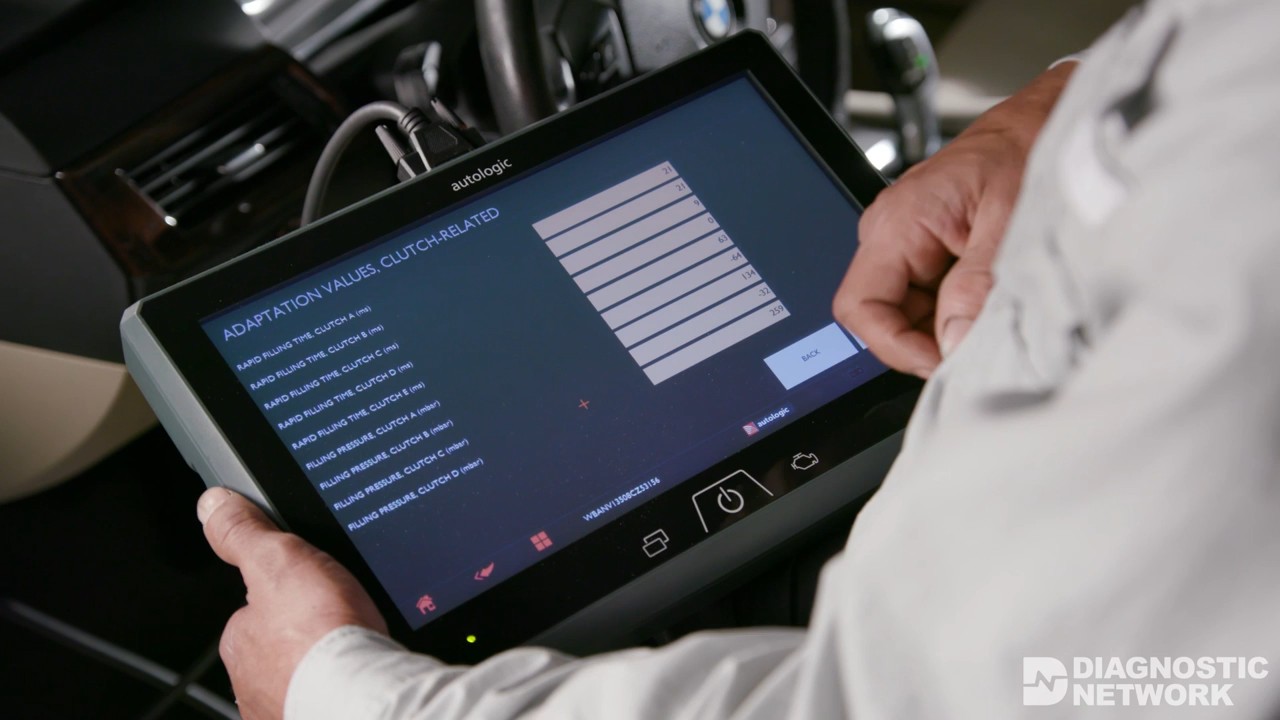 autologic
ADAPTATION VALUES, CLUTCH-RELATED
RAPID FILLING TIME, CLUTCH A (ms)
21
RAPID FILLING TIME, CLUTCH B (ms)
21
RAPID FILLING TIME, CLUTCH C (ms)
9
RAPID FILLING TIME, CLUTCH D (ms)
0
RAPID FILLING TIME, CLUTCH E (ms)
63
FILLING PRESSURE, CLUTCH A (mbar)
-64
FILLING PRESSURE, CLUTCH B (mbar)
134
FILLING PRESSURE, CLUTCH C (mbar)
-32
FILLING PRESSURE, CLUTCH D (mbar)
259
BACK
autologic
WBANV13508CZ53156
DIAGNOSTIC
NETWORK